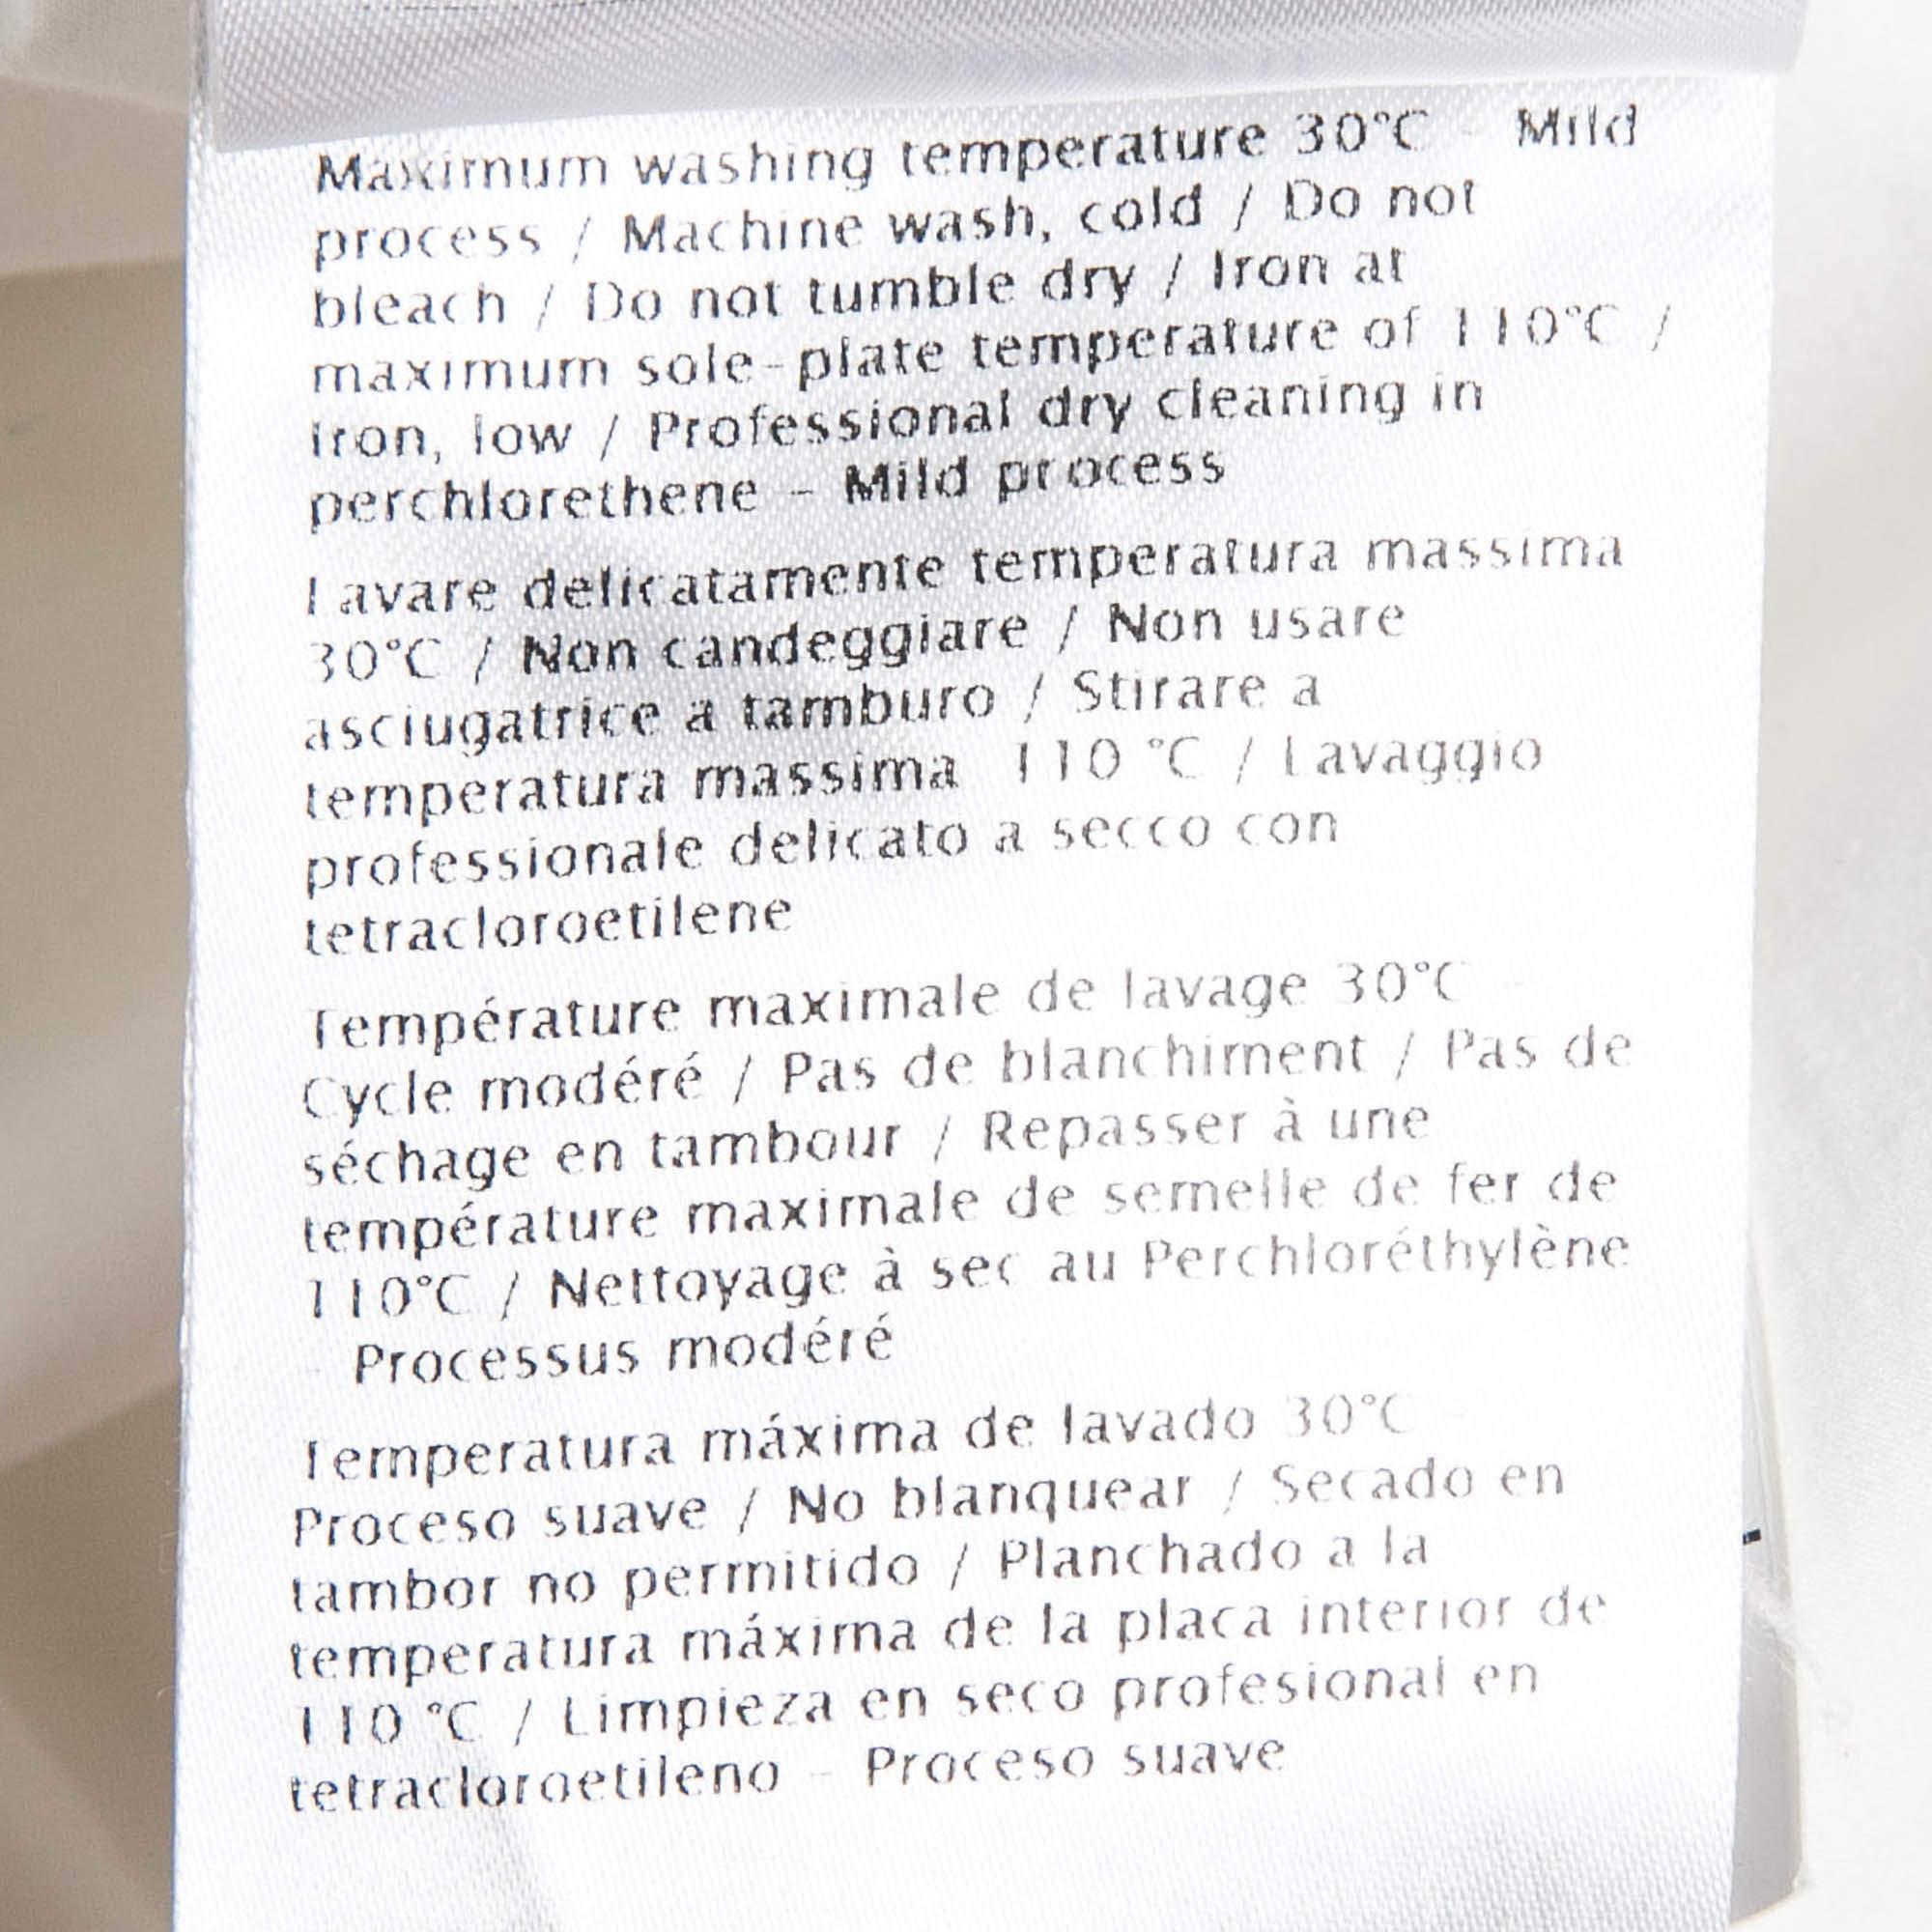 Maximum washing temperature 30°C - Mild
process / Machine wash, cold / Do not
bleach / Do not tumble dry / Iron at
maximum sole-plate temperature of 110°C /
Iron, low / Professional dry cleaning in
perchlorethene - Mild process
Lavare delicatamente temperatura massima
30°C / Non candeggiare / Non usare
asciugatrice a tamburo / Stirare a
temperatura massima 110 °C / Lavaggio
professionale delicato a secco con
tetracloroetilene
Température maximale de lavage 30°C -
Cycle modéré / Pas de blanchiment / Pas de
séchage en tambour / Repasser à une
température maximale de semelle de fer de
110°C / Nettoyage à sec au Perchloréthylène
- Processus modéré
Temperatura máxima de lavado 30°C -
Proceso suave / No blanquear / Secado en
tambor no permitido / Planchado a la
temperatura máxima de la placa interior de
110 °C / Limpieza en seco profesional en
tetracloroetileno - Proceso suave